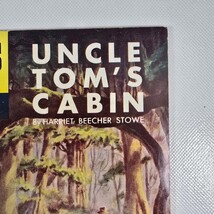 UNCLE
TOM'S
CABIN
By HARRIET BEECHER STOWE